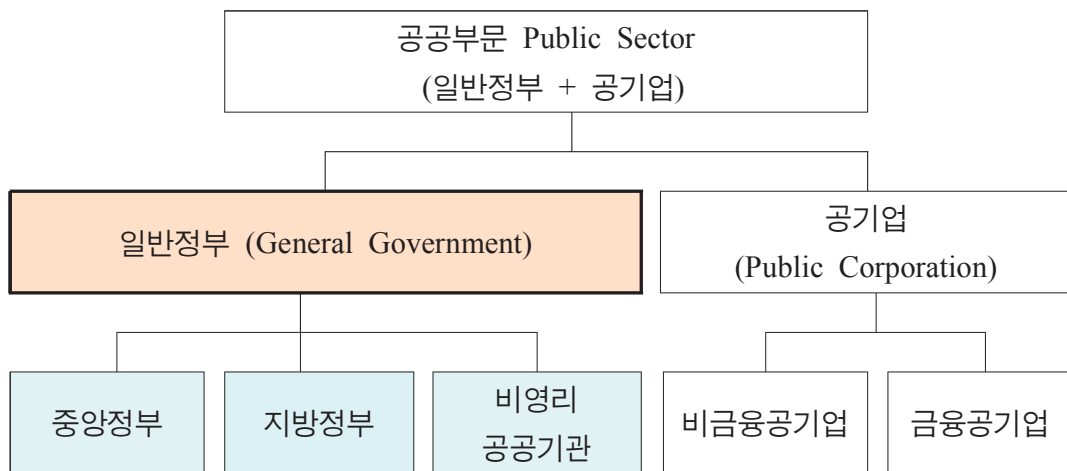 공공부문 Public Sector
(일반정부 + 공기업)
일반정부 (General Government)
공기업
(Public Corporation)
중앙정부
지방정부
비영리
공공기관
비금융공기업
금융공기업